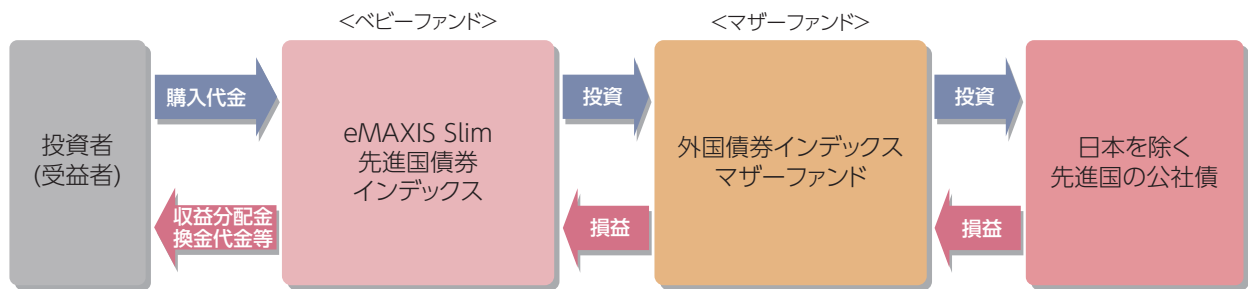 <ベビーファンド>
<マザーファンド>
投資者
(受益者)
購入代金
収益分配金
換金代金等
eMAXIS Slim
先進国債券
インデックス
投資
損益
外国債券インデックス
マザーファンド
投資
損益
日本を除く
先進国の公社債